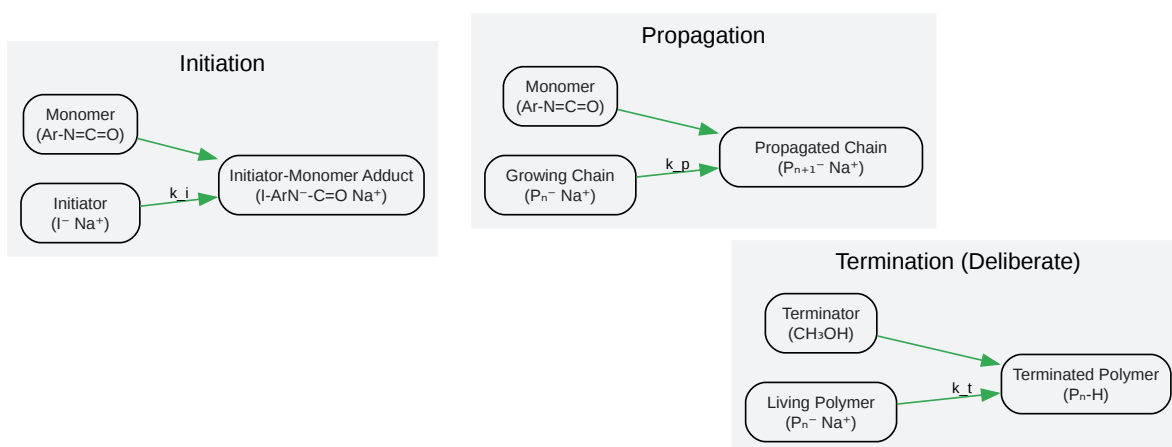 Initiation
Monomer
(Ar-N=C=O)
Initiator
(I⁻ Na⁺)
k_i
Initiator-Monomer Adduct
(I-ArN⁻-C=O Na⁺)
Propagation
Monomer
(Ar-N=C=O)
Growing Chain
(Pₙ⁻ Na⁺)
k_p
Propagated Chain
(Pₙ₊₁⁻ Na⁺)
Termination (Deliberate)
Terminator
(CH₃OH)
Living Polymer
(Pₙ⁻ Na⁺)
k_t
Terminated Polymer
(Pₙ-H)